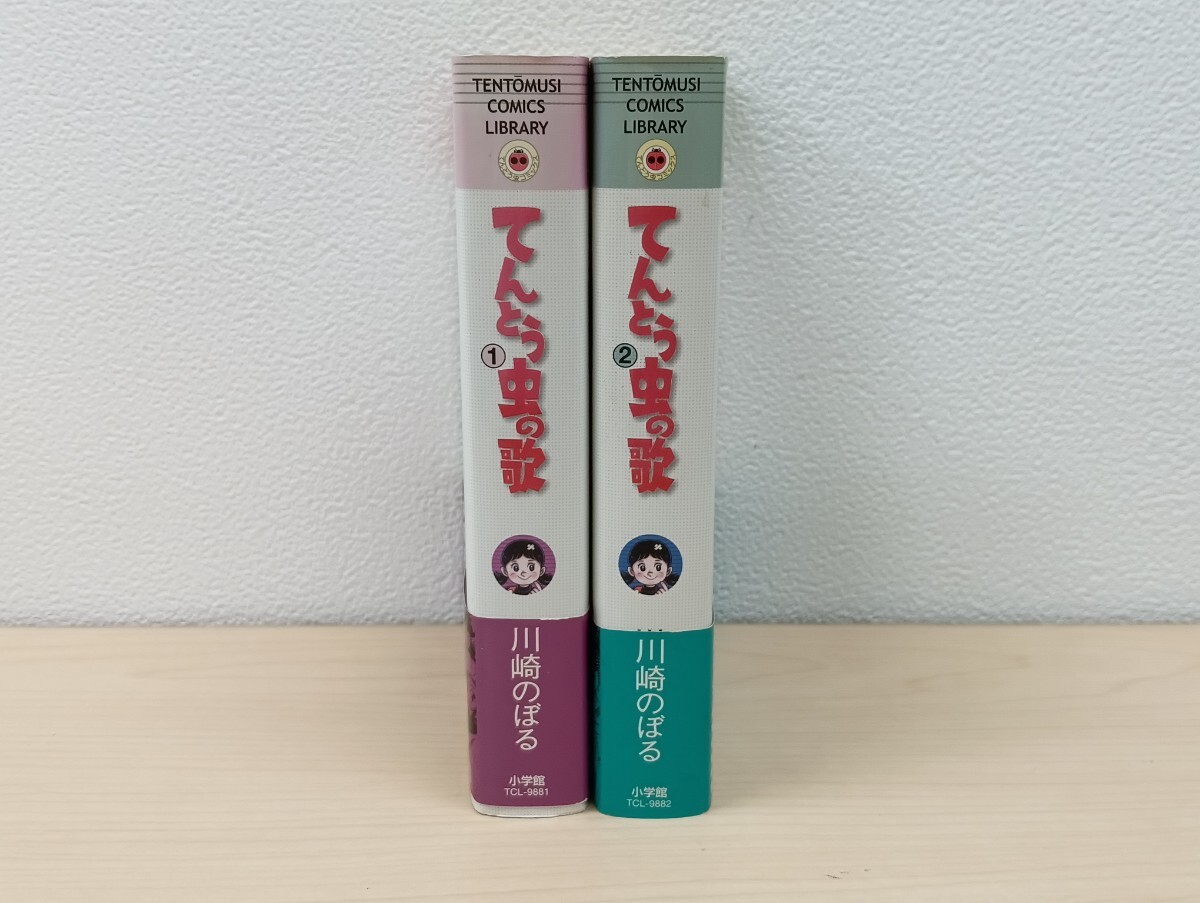 TENTŌMUSI
COMICS
LIBRARY
てんとう虫の歌
①
川崎のぼる
小学館
TCL-9881
TENTŌMUSI
COMICS
LIBRARY
てんとう虫の歌
②
川崎のぼる
小学館
TCL-9882